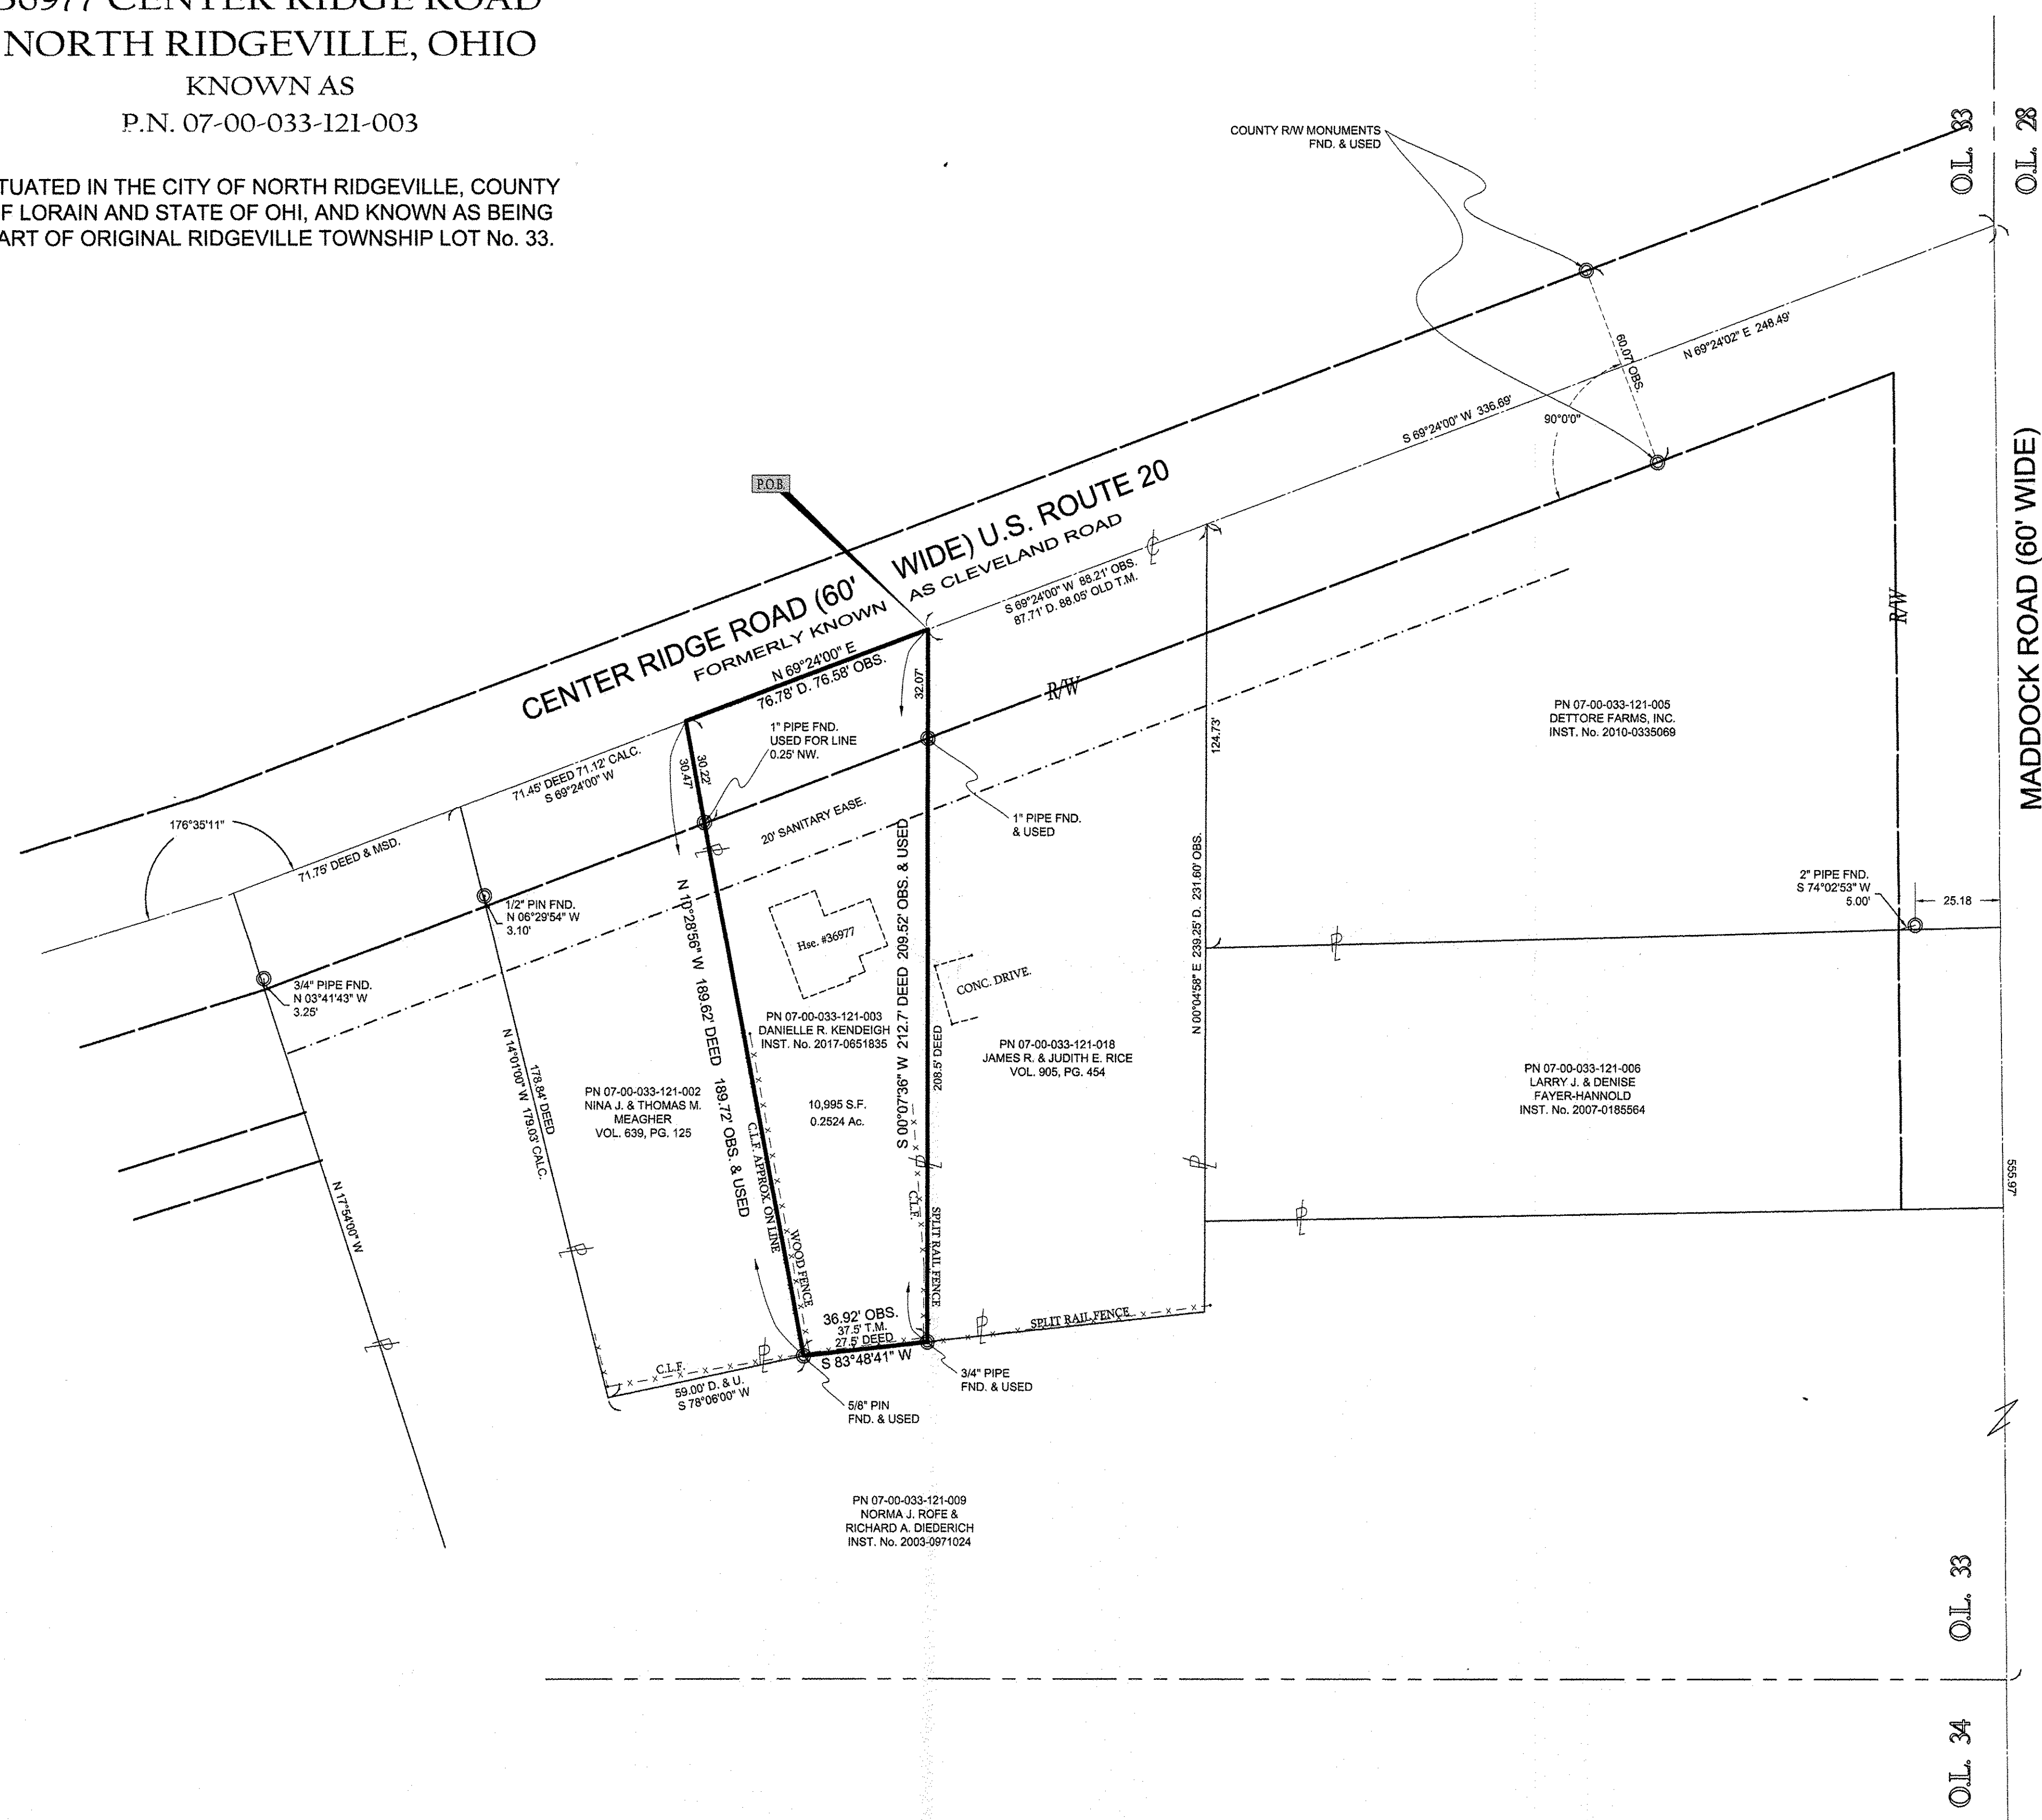 36977 CENTER RIDGE ROAD
NORTH RIDGEVILLE, OHIO
KNOWN AS
P.N. 07-00-033-121-003
TUATED IN THE CITY OF NORTH RIDGEVILLE, COUNTY
F LORAIN AND STATE OF OHI, AND KNOWN AS BEING
ART OF ORIGINAL RIDGEVILLE TOWNSHIP LOT No. 33.
COUNTY R/W MONUMENTS
FND. & USED
O.L. 33
O.L. 28
N 69°24'02" E 248.49'
60.07' OBS.
S 69°24'00" W 336.69'
90°0'0"
MADDOCK ROAD (60' WIDE)
P.O.B.
CENTER RIDGE ROAD (60' WIDE) U.S. ROUTE 20
FORMERLY KNOWN AS CLEVELAND ROAD
S 69°24'00" W 88.21' OBS.
87.71' D. 88.05' OLD T.M.
N 69°24'00" E
76.78' D. 76.58' OBS.
32.07'
R/W
R/W
124.73'
PN 07-00-033-121-005
DETTORE FARMS, INC.
INST. No. 2010-0335069
1" PIPE FND.
USED FOR LINE
0.25' NW.
30.22'
30.47'
71.45' DEED 71.12' CALC.
S 69°24'00" W
176°35'11"
71.75' DEED & MSD.
20' SANITARY EASE.
1" PIPE FND.
& USED
1/2" PIN FND.
N 06°29'54" W
3.10'
3/4" PIPE FND.
N 03°41'43" W
3.25'
2" PIPE FND.
S 74°02'53" W
5.00'
25.18
Hse. #36977
CONC. DRIVE.
N 10°28'56" W 189.62' DEED 189.72' OBS. & USED
S 00°07'36" W 212.7' DEED 209.52' OBS. & USED
208.5' DEED
N 00°04'58" E 239.25' D. 231.60' OBS.
PN 07-00-033-121-003
DANIELLE R. KENDEIGH
INST. No. 2017-0651835
10,995 S.F.
0.2524 Ac.
PN 07-00-033-121-018
JAMES R. & JUDITH E. RICE
VOL. 905, PG. 454
PN 07-00-033-121-002
NINA J. & THOMAS M.
MEAGHER
VOL. 639, PG. 125
PN 07-00-033-121-006
LARRY J. & DENISE
FAYER-HANNOLD
INST. No. 2007-0185564
178.84' DEED
N 14°01'00" W 179.03' CALC.
N 17°54'00" W
C.L.F. APPROX. ON LINE
WOOD FENCE
C.L.F.
SPLIT RAIL FENCE
555.97'
36.92' OBS.
37.5' T.M.
27.5' DEED
S 83°48'41" W
SPLIT RAIL FENCE
C.L.F.
59.00' D. & U.
S 78°06'00" W
3/4" PIPE
FND. & USED
5/8" PIN
FND. & USED
PN 07-00-033-121-009
NORMA J. ROFE &
RICHARD A. DIEDERICH
INST. No. 2003-0971024
O.L. 33
O.L. 34